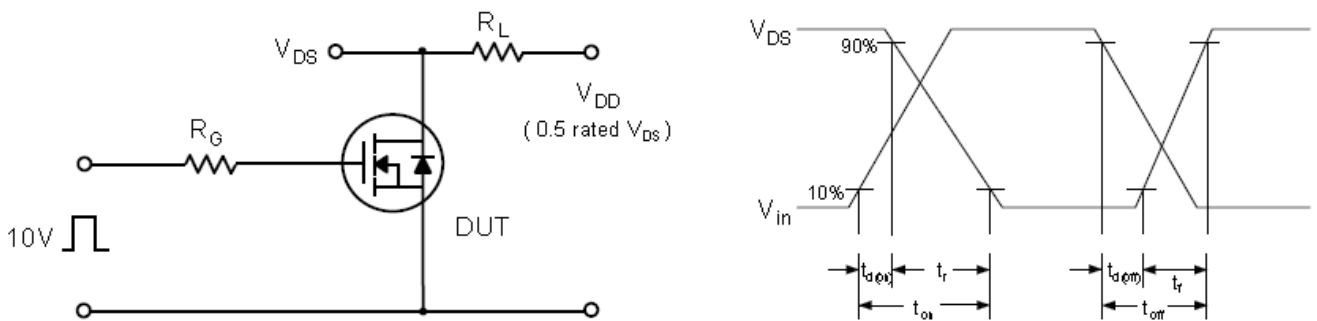 R_L
V_DS
V_DD
( 0.5 rated V_DS )
R_G
10V
DUT
V_DS
90%
10%
V_in
t_d(on) t_r t_d(off) t_f
t_on t_off